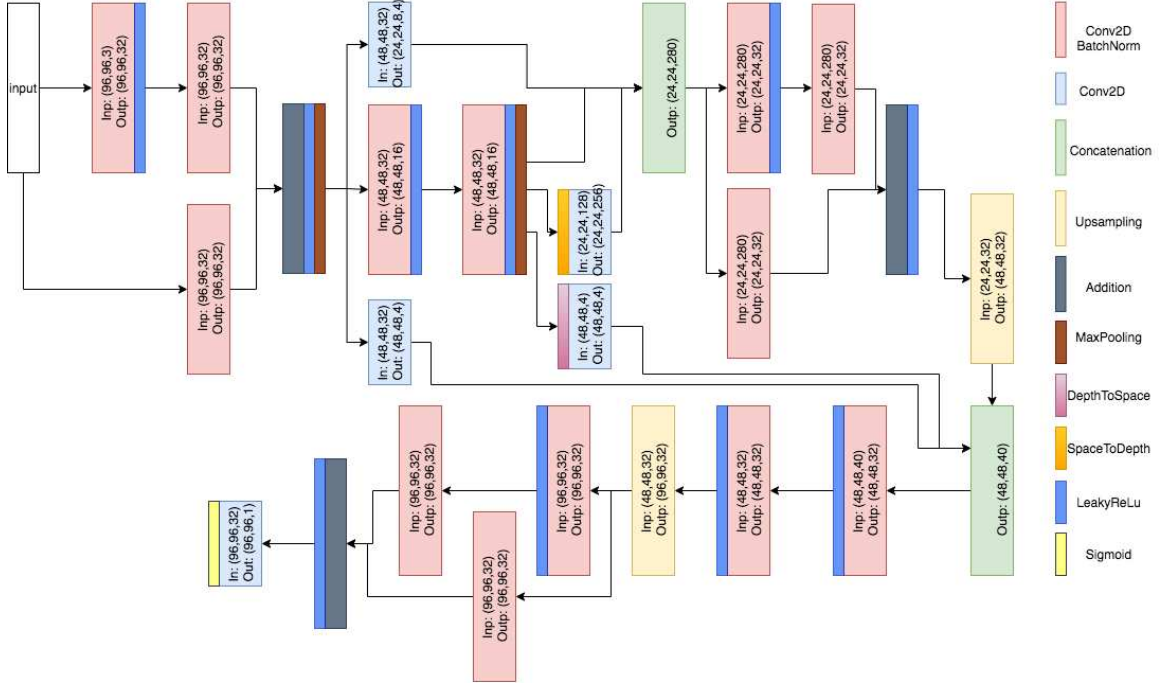 input
Inp: (96,96,3)
Outp: (96,96,32)
Inp: (96,96,32)
Outp: (96,96,32)
Inp: (96,96,32)
Outp: (96,96,32)
In: (48,48,32)
Out: (24,24,8,4)
Inp: (48,48,32)
Outp: (48,48,16)
Inp: (48,48,32)
Outp: (48,48,16)
In: (24,24,128)
Out: (24,24,256)
In: (48,48,4)
Out: (48,48,4)
In: (48,48,32)
Out: (48,48,4)
Outp: (24,24,280)
Inp: (24,24,280)
Outp: (24,24,32)
Inp: (24,24,280)
Outp: (24,24,32)
Inp: (24,24,280)
Outp: (24,24,32)
Inp: (24,24,32)
Outp: (48,48,32)
Outp: (48,48,40)
Inp: (48,48,40)
Outp: (48,48,32)
Inp: (48,48,32)
Outp: (48,48,32)
Inp: (48,48,32)
Outp: (96,96,32)
Inp: (96,96,32)
Outp: (96,96,32)
Inp: (96,96,32)
Outp: (96,96,32)
Inp: (96,96,32)
Outp: (96,96,32)
In: (96,96,32)
Out: (96,96,1)
Conv2D
BatchNorm
Conv2D
Concatenation
Upsampling
Addition
MaxPooling
DepthToSpace
SpaceToDepth
LeakyReLu
Sigmoid